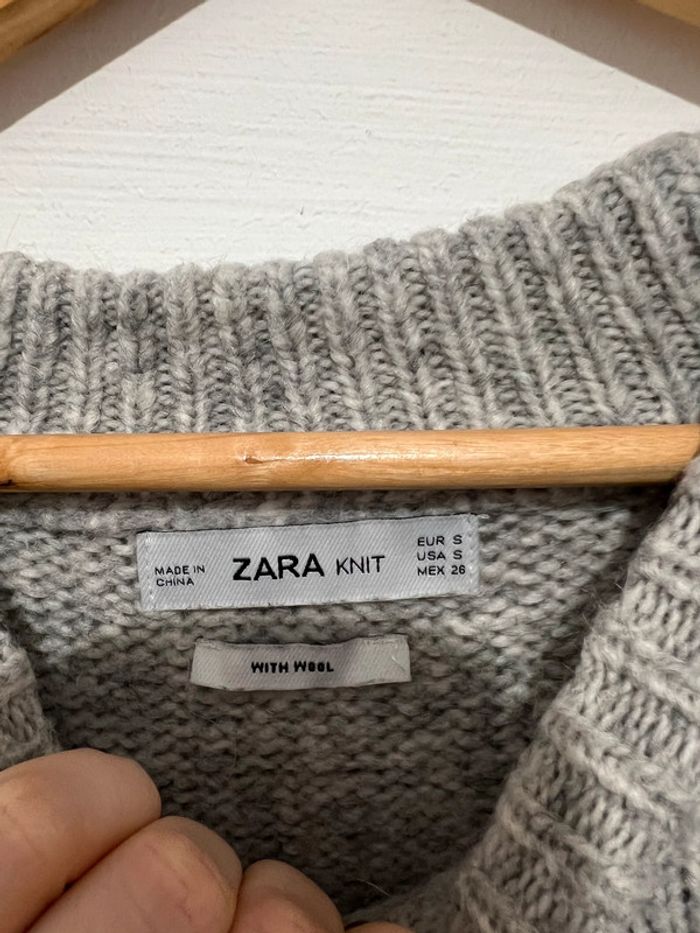 MADE IN
CHINA
ZARA KNIT
EUR S
USA S
MEX 26
WITH WOOL